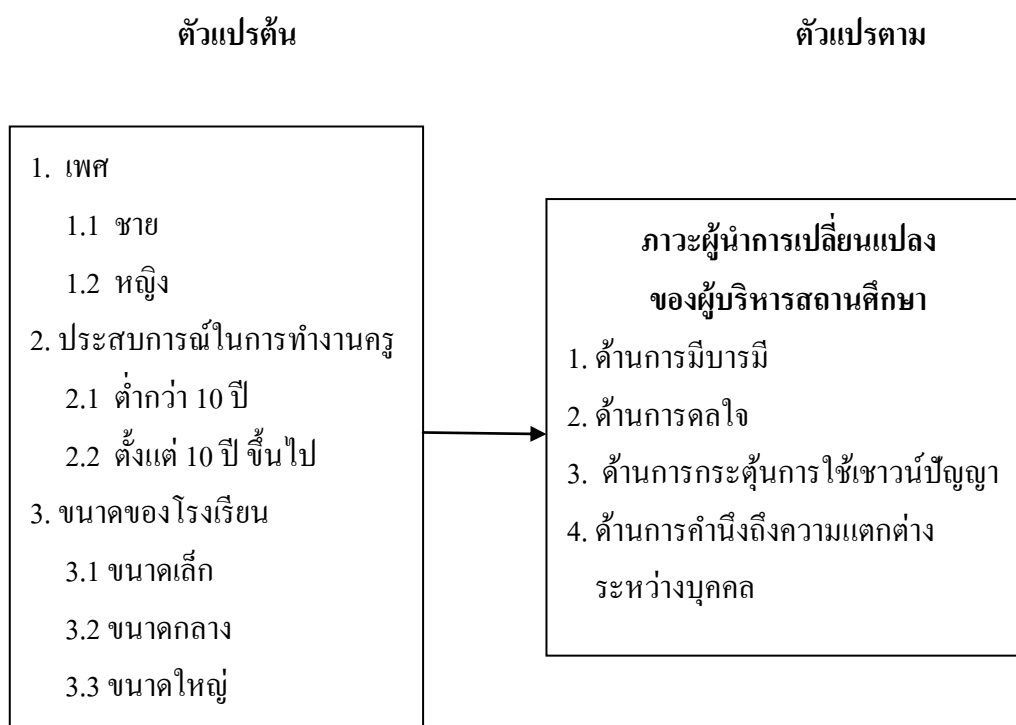 ตัวแปรต้น
ตัวแปรตาม
1. เพศ
1.1 ชาย
1.2 หญิง
2. ประสบการณ์ในการทำงานครู
2.1 ต่ำกว่า 10 ปี
2.2 ตั้งแต่ 10 ปี ขึ้นไป
3. ขนาดของโรงเรียน
3.1 ขนาดเล็ก
3.2 ขนาดกลาง
3.3 ขนาดใหญ่
ภาวะผู้นำการเปลี่ยนแปลง
ของผู้บริหารสถานศึกษา
1. ด้านการมีบารมี
2. ด้านการดลใจ
3. ด้านการกระตุ้นการใช้เชาวน์ปัญญา
4. ด้านการคำนึงถึงความแตกต่าง
ระหว่างบุคคล